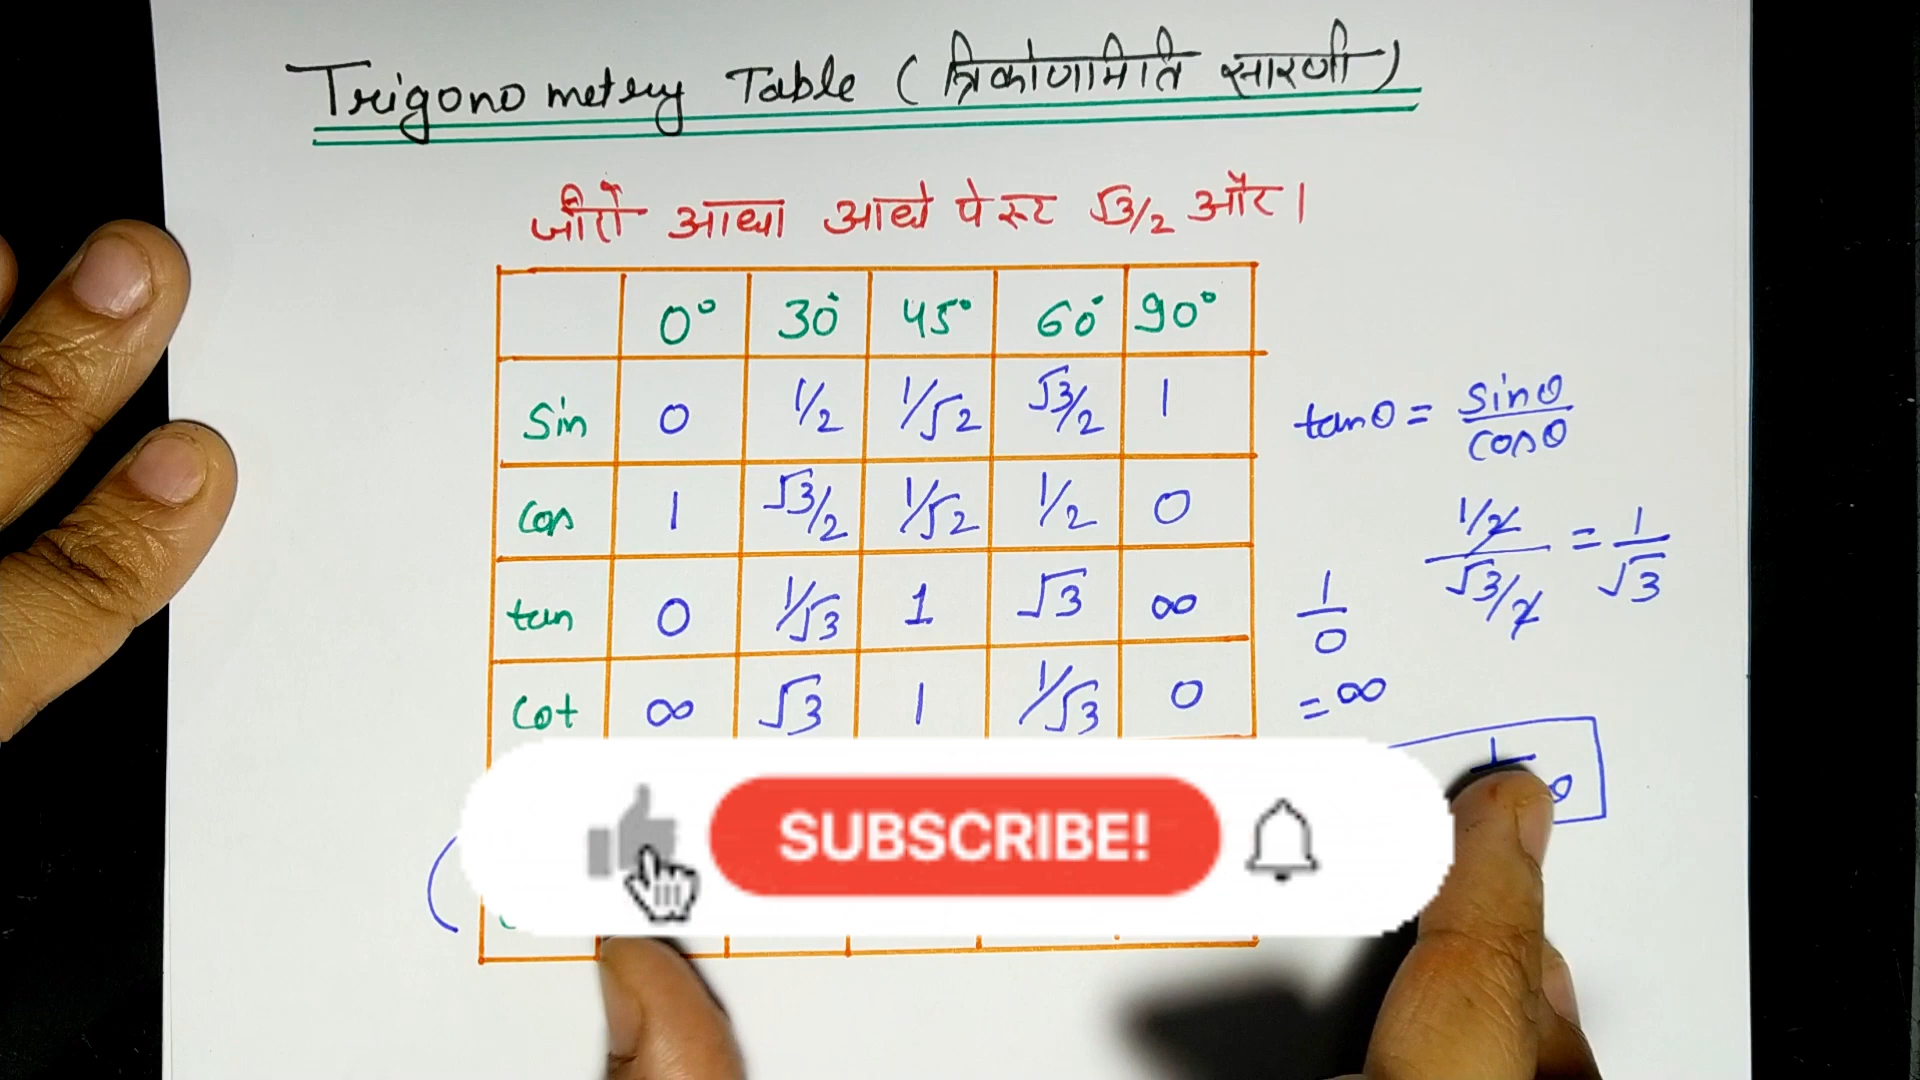 Trigonometry Table (त्रिकोणामिति सारणी)
जीरो आधा आधे पे रूट √3/2 और 1
0° 30° 45° 60° 90°
Sin 0 1/2 1/√2 √3/2 1
Cos 1 √3/2 1/√2 1/2 0
tan 0 1/√3 1 √3 ∞
Cot ∞ √3 1 1/√3 0
tanθ = sinθ/cosθ
1/2 / √3/2 = 1/√3
1/0
= ∞
SUBSCRIBE!